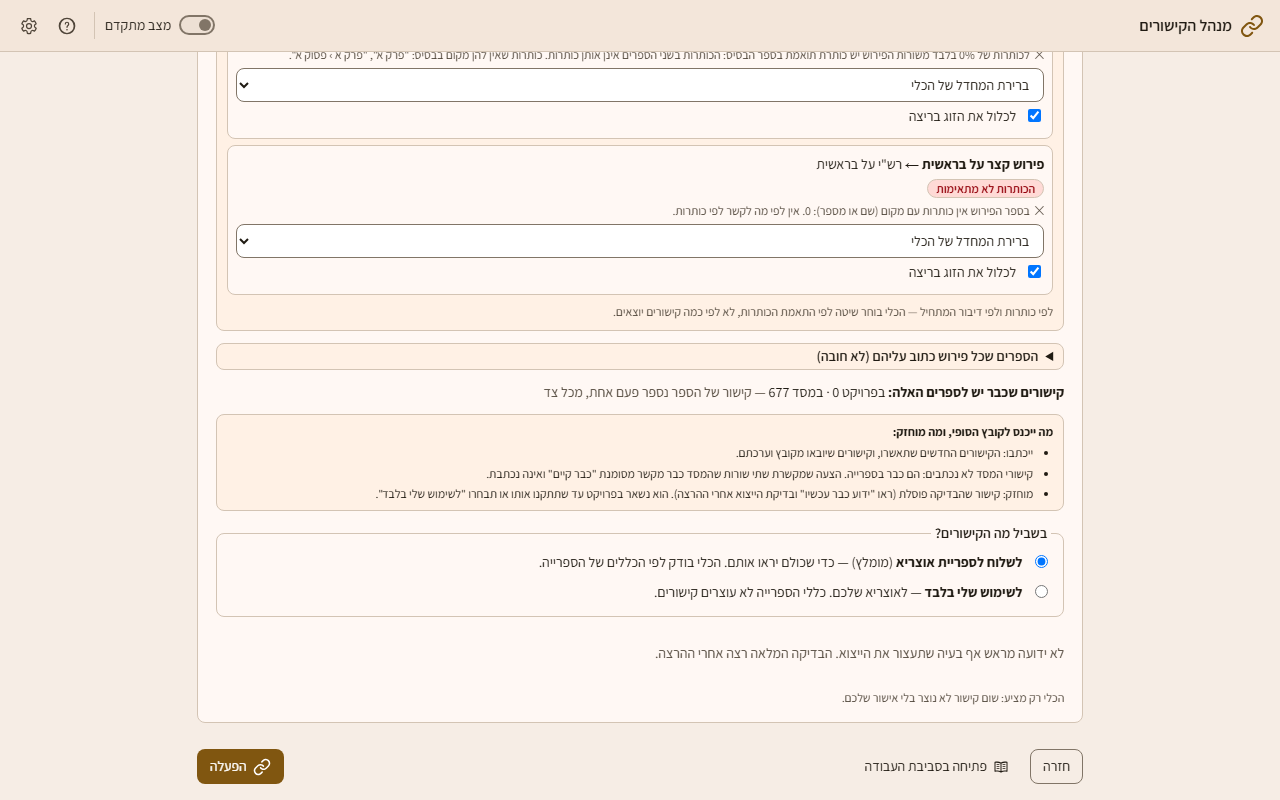 מנהל הקישורים
מצב מתקדם
✕ לכותרות של 0% בלבד משורות הפירוש יש כותרת תואמת בספר הבסיס: הכותרות בשני הספרים אינן אותן כותרות. כותרות שאין להן מקום בבסיס: "פרק א", "פרק א › פסוק א".
ברירת המחדל של הכלי
לכלול את הזוג בריצה
פירוש קצר על בראשית ← רש"י על בראשית
הכותרות לא מתאימות
✕ בספר הפירוש אין כותרות עם מקום (שם או מספר): 0. אין לפי מה לקשר לפי כותרות.
ברירת המחדל של הכלי
לכלול את הזוג בריצה
לפי כותרות ולפי דיבור המתחיל — הכלי בוחר שיטה לפי התאמת הכותרות, לא לפי כמה קישורים יוצאים.
הספרים שכל פירוש כתוב עליהם (לא חובה)
קישורים שכבר יש לספרים האלה: בפרויקט 0 · במסד 677 — קישור של הספר נספר פעם אחת, מכל צד
מה ייכנס לקובץ הסופי, ומה מוחזק:
• ייכתבו: הקישורים החדשים שתאשרו, וקישורים שיובאו מקובץ וערכתם.
• קישורי המסד לא נכתבים: הם כבר בספרייה. הצעה שמקשרת שתי שורות שהמסד כבר מקשר מסומנת "כבר קיים" ואינה נכתבת.
• מוחזק: קישור שהבדיקה פוסלת (ראו "ידוע כבר עכשיו" ובדיקת הייצוא אחרי ההרצה). הוא נשאר בפרויקט עד שתתקנו אותו או תבחרו "לשימוש שלי בלבד".
בשביל מה הקישורים?
לשלוח לספריית אוצריא (מומלץ) — כדי שכולם יראו אותם. הכלי בודק לפי הכללים של הספרייה.
לשימוש שלי בלבד — לאוצריא שלכם. כללי הספרייה לא עוצרים קישורים.
לא ידועה מראש אף בעיה שתעצור את הייצוא. הבדיקה המלאה רצה אחרי ההרצה.
הכלי רק מציע: שום קישור לא נוצר בלי אישור שלכם.
חזרה
פתיחה בסביבת העבודה
הפעלה